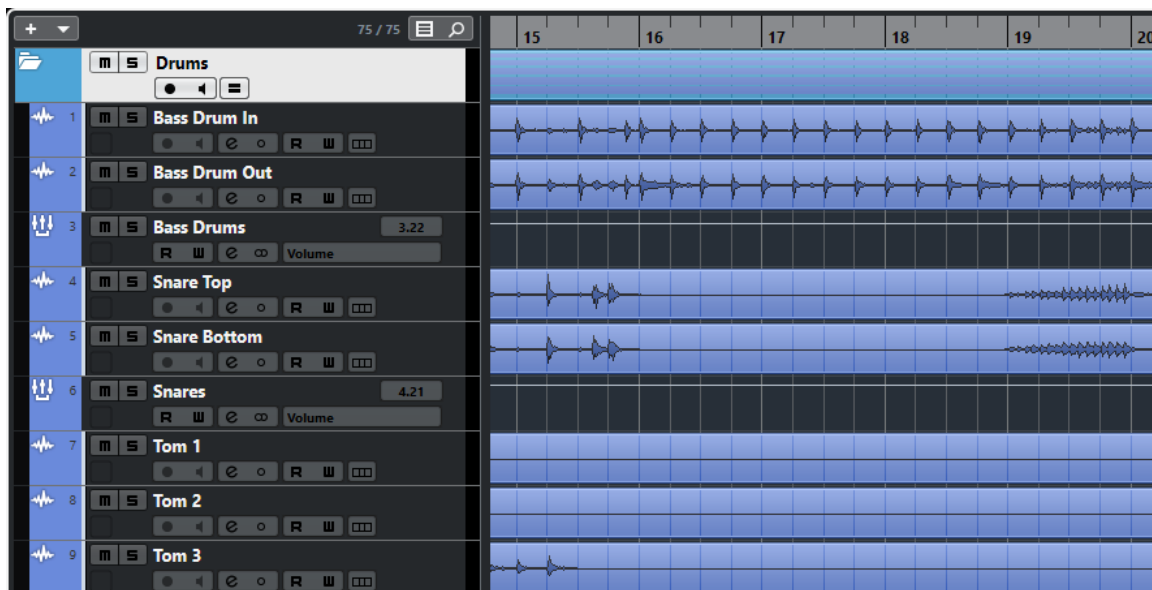 75 / 75
15 16 17 18 19 20
m S Drums
1 m S Bass Drum In
e R W
2 m S Bass Drum Out
e R W
3 m S Bass Drums 3.22
R W e Volume
4 m S Snare Top
e R W
5 m S Snare Bottom
e R W
6 m S Snares 4.21
R W e Volume
7 m S Tom 1
e R W
8 m S Tom 2
e R W
9 m S Tom 3
e R W